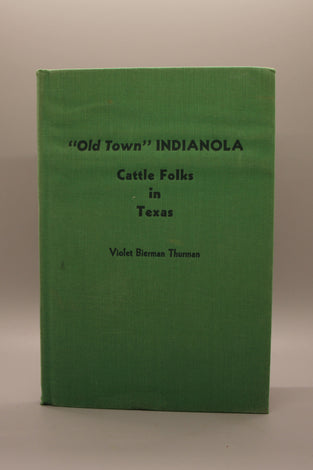 "Old Town" INDIANOLA
Cattle Folks
in
Texas
Violet Bierman Thurman